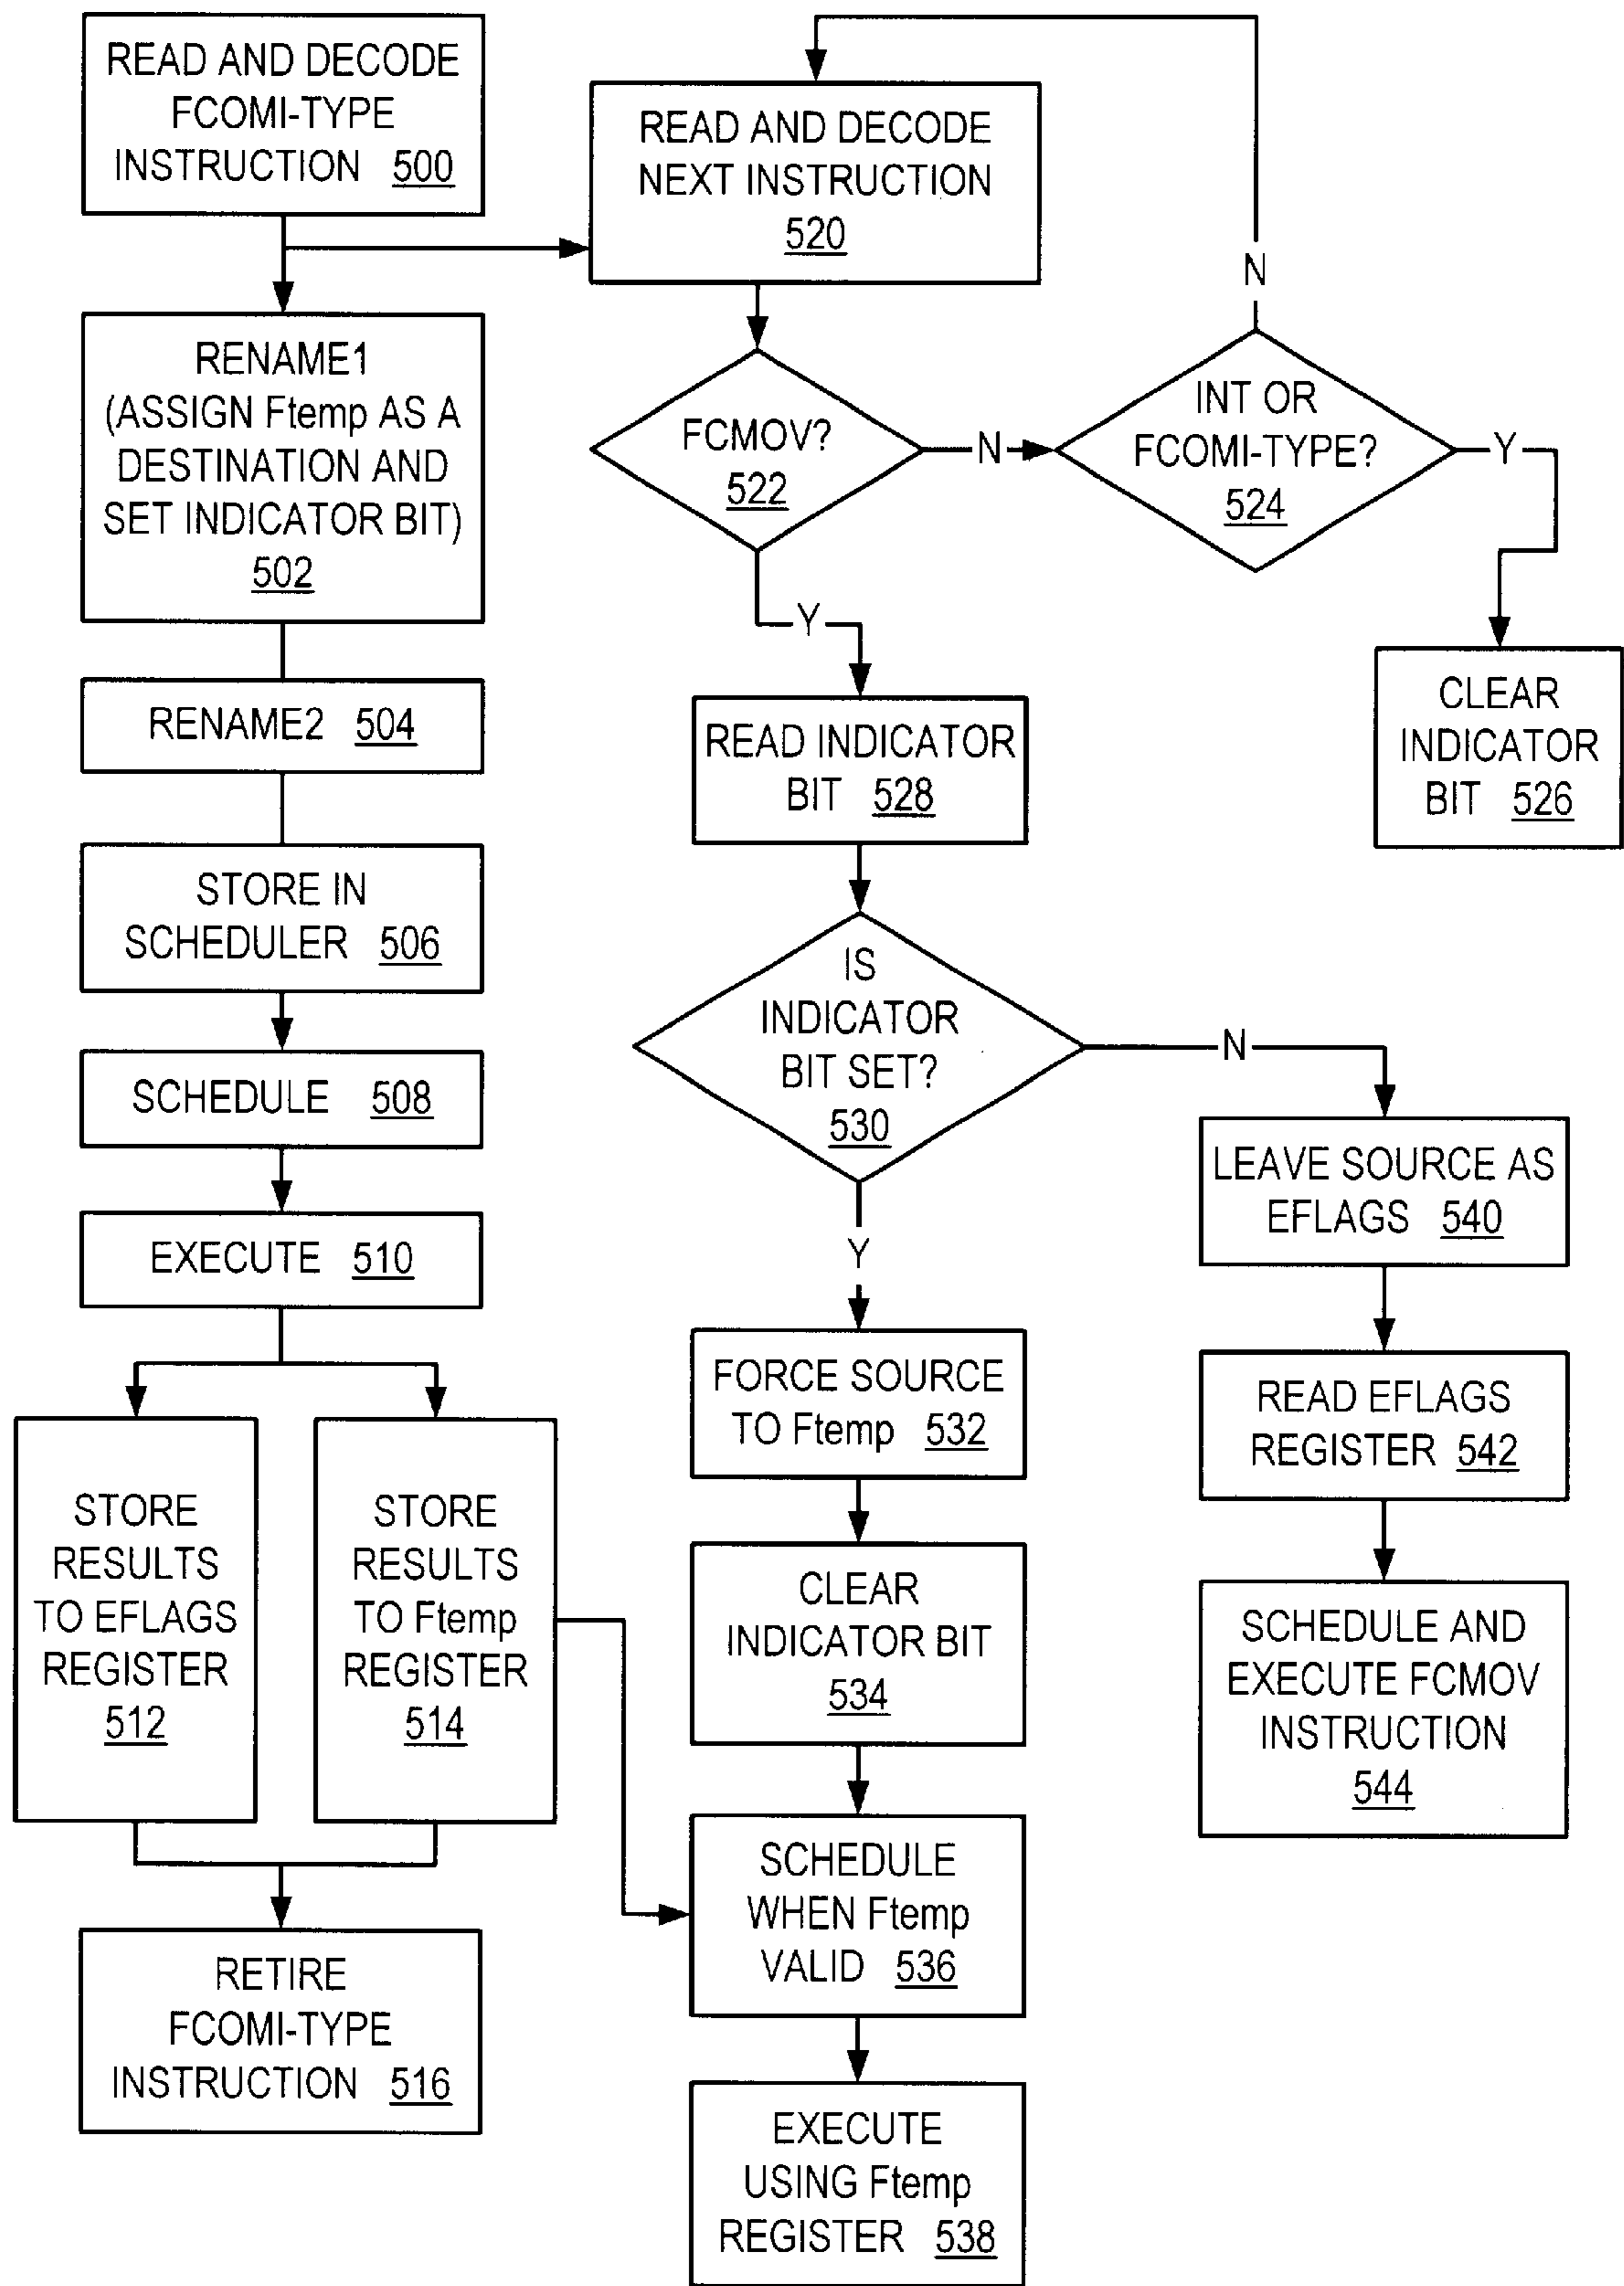 READ AND DECODE
FCOMI-TYPE
INSTRUCTION 500
RENAME1
(ASSIGN Ftemp AS A
DESTINATION AND
SET INDICATOR BIT)
502
RENAME2 504
STORE IN
SCHEDULER 506
SCHEDULE 508
EXECUTE 510
STORE
RESULTS
TO EFLAGS
REGISTER
512
STORE
RESULTS
TO Ftemp
REGISTER
514
RETIRE
FCOMI-TYPE
INSTRUCTION 516
READ AND DECODE
NEXT INSTRUCTION
520
FCMOV?
522
N
INT OR
FCOMI-TYPE?
524
N
Y
CLEAR
INDICATOR
BIT 526
Y
READ INDICATOR
BIT 528
IS
INDICATOR
BIT SET?
530
N
Y
FORCE SOURCE
TO Ftemp 532
CLEAR
INDICATOR BIT
534
SCHEDULE
WHEN Ftemp
VALID 536
EXECUTE
USING Ftemp
REGISTER 538
LEAVE SOURCE AS
EFLAGS 540
READ EFLAGS
REGISTER 542
SCHEDULE AND
EXECUTE FCMOV
INSTRUCTION
544